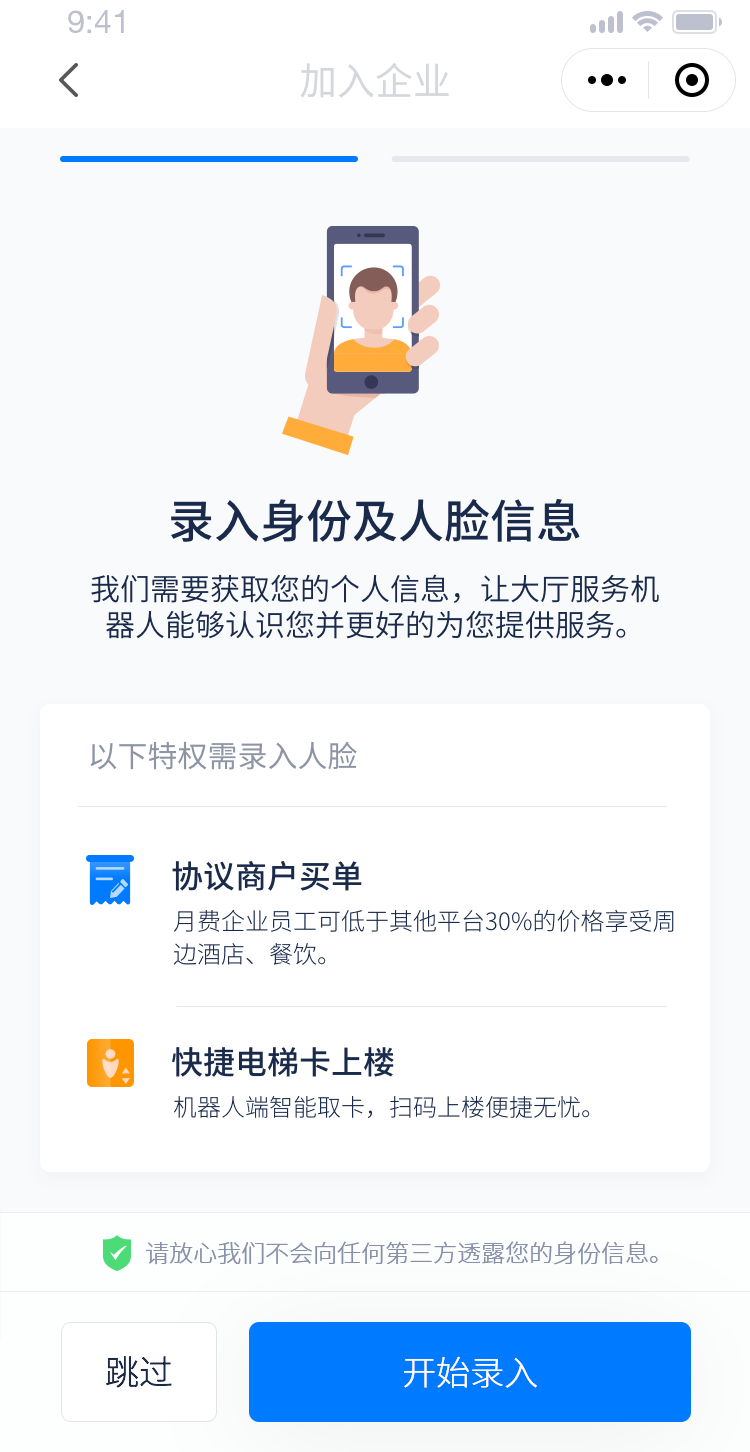 9:41
加入企业
录入身份及人脸信息
我们需要获取您的个人信息，让大厅服务机
器人能够认识您并更好的为您提供服务。
以下特权需录入人脸
协议商户买单
月费企业员工可低于其他平台30%的价格享受周
边酒店、餐饮。
快捷电梯卡上楼
机器人端智能取卡，扫码上楼便捷无忧。
请放心我们不会向任何第三方透露您的身份信息。
跳过
开始录入